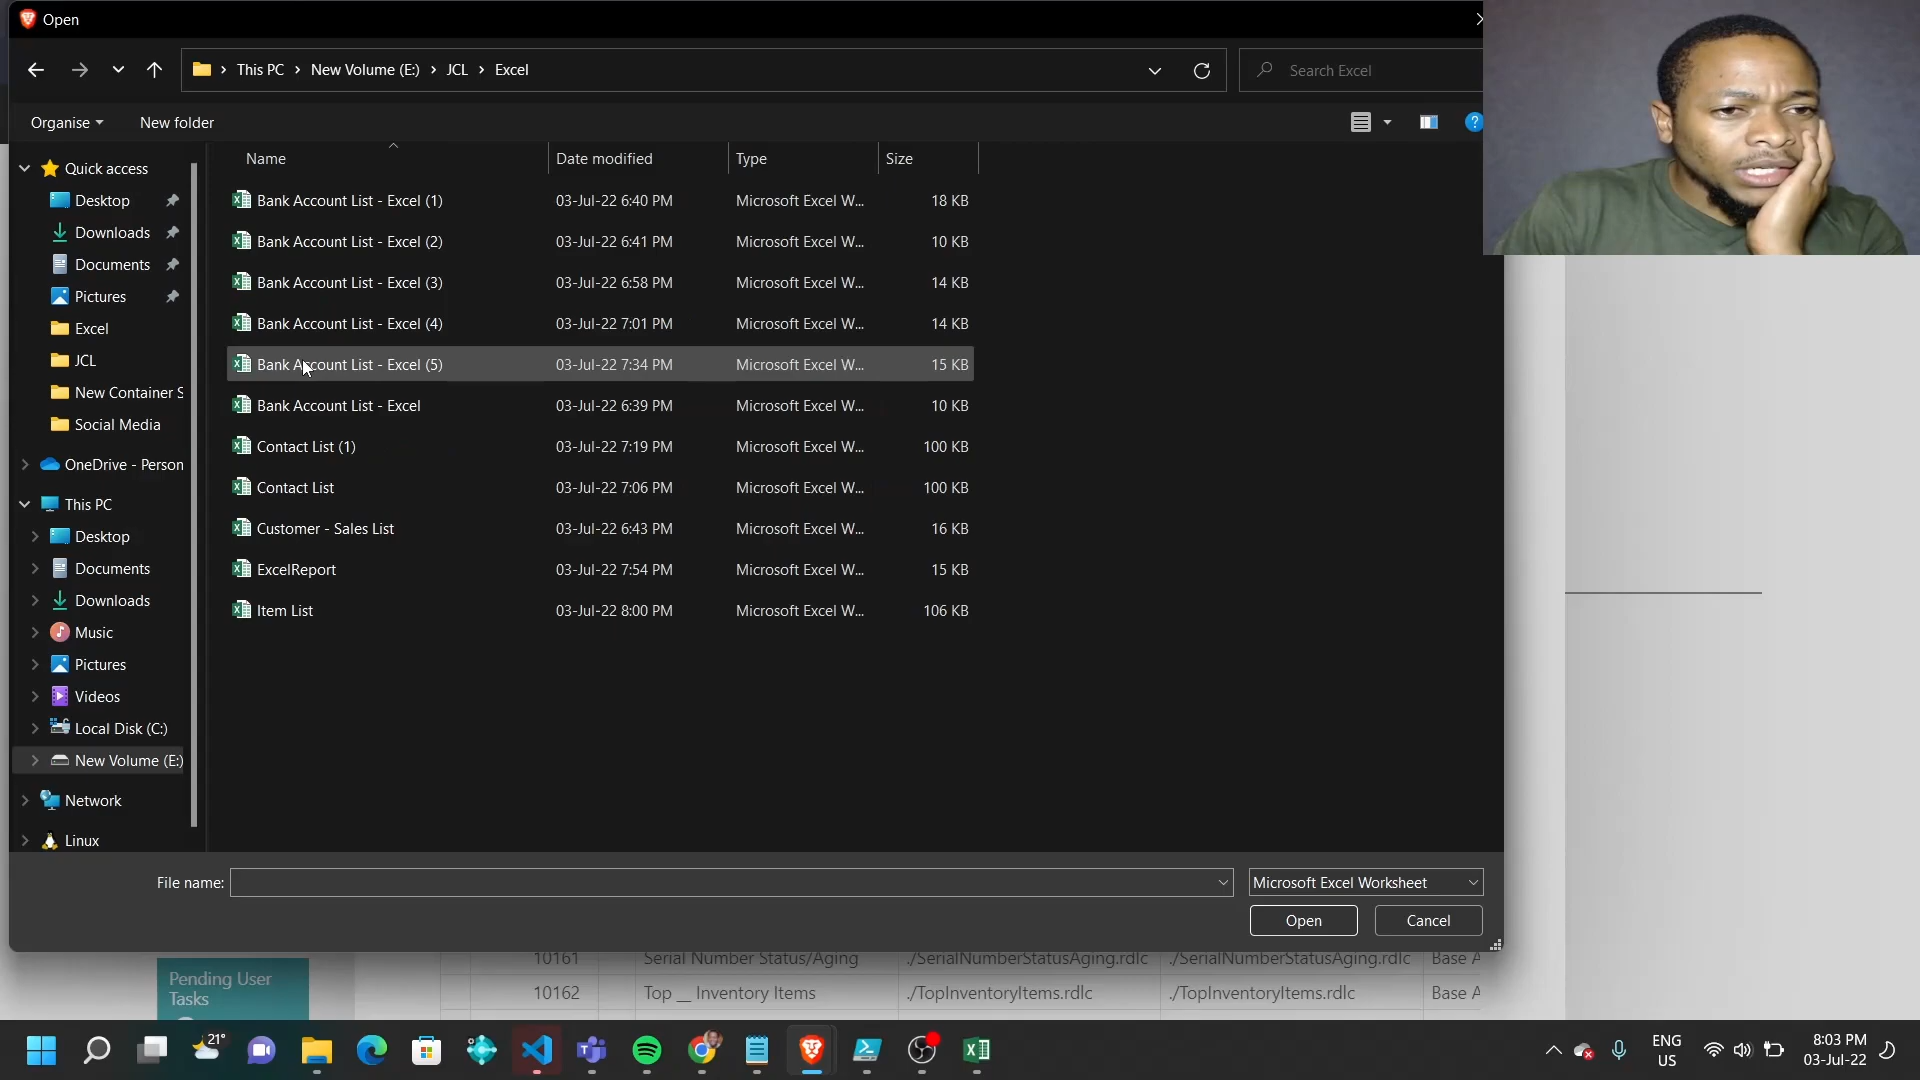 Open
This PC > New Volume (E:) > JCL > Excel
Search Excel
Organise
New folder
Name
Date modified
Type
Size
Quick access
Desktop
Downloads
Documents
Pictures
Excel
JCL
New Container S
Social Media
OneDrive - Person
This PC
Desktop
Documents
Downloads
Music
Pictures
Videos
Local Disk (C:)
New Volume (E:)
Network
Linux
Bank Account List - Excel (1) 03-Jul-22 6:40 PM Microsoft Excel W... 18 KB
Bank Account List - Excel (2) 03-Jul-22 6:41 PM Microsoft Excel W... 10 KB
Bank Account List - Excel (3) 03-Jul-22 6:58 PM Microsoft Excel W... 14 KB
Bank Account List - Excel (4) 03-Jul-22 7:01 PM Microsoft Excel W... 14 KB
Bank Account List - Excel (5) 03-Jul-22 7:34 PM Microsoft Excel W... 15 KB
Bank Account List - Excel 03-Jul-22 6:39 PM Microsoft Excel W... 10 KB
Contact List (1) 03-Jul-22 7:19 PM Microsoft Excel W... 100 KB
Contact List 03-Jul-22 7:06 PM Microsoft Excel W... 100 KB
Customer - Sales List 03-Jul-22 6:43 PM Microsoft Excel W... 16 KB
ExcelReport 03-Jul-22 7:54 PM Microsoft Excel W... 15 KB
Item List 03-Jul-22 8:00 PM Microsoft Excel W... 106 KB
File name:
Microsoft Excel Worksheet
Open
Cancel
Pending User
Tasks
10161 Serial Number Status/Aging ./SerialNumberStatusAging.rdlc ./SerialNumberStatusAging.rdlc Base A
10162 Top __ Inventory Items ./TopInventoryItems.rdlc ./TopInventoryItems.rdlc Base A
21°
ENG
US
8:03 PM
03-Jul-22